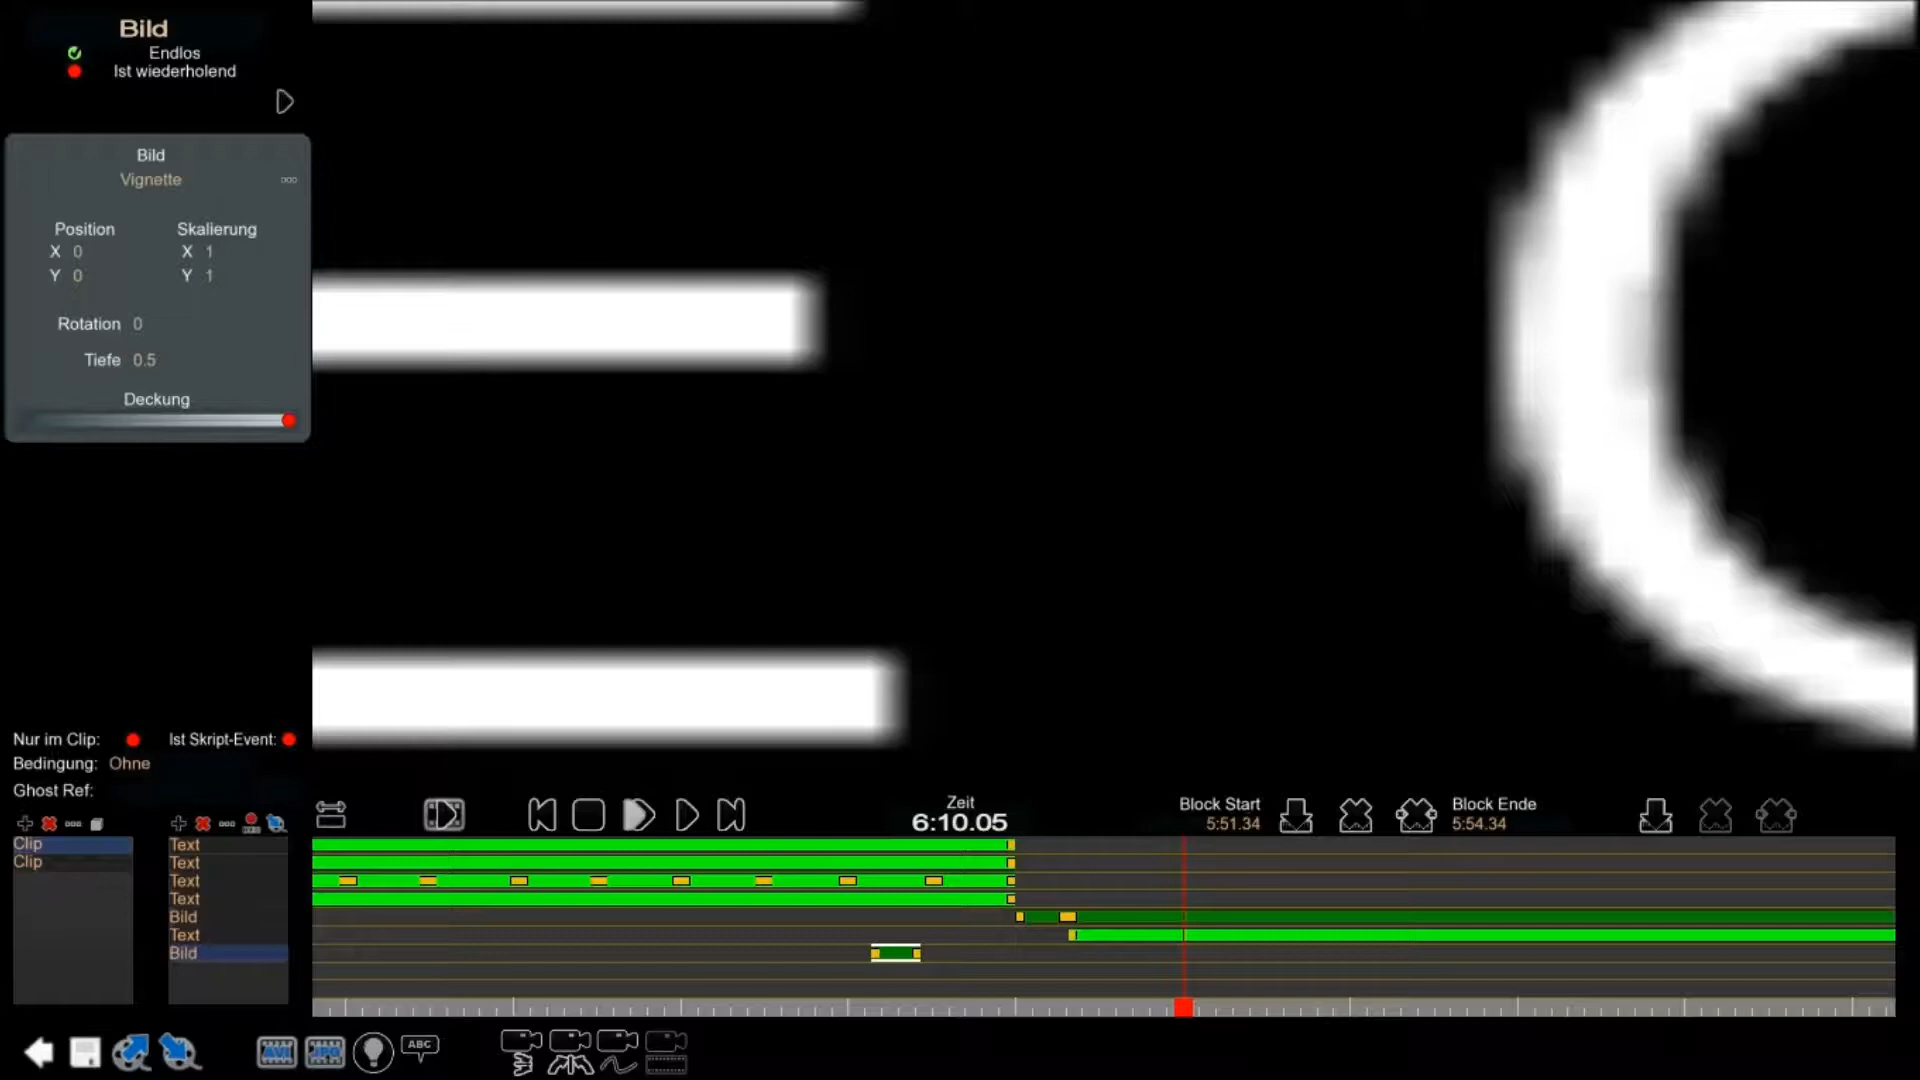 Bild
Endlos
Ist wiederholend
Bild
Vignette
Position Skalierung
X 0 X 1
Y 0 Y 1
Rotation 0
Tiefe 0.5
Deckung
Nur im Clip: Ist Skript-Event:
Bedingung: Ohne
Ghost Ref:
Zeit
6:10.05
Block Start
5:51.34
Block Ende
5:54.34
Clip
Clip
Text
Text
Text
Text
Bild
Text
Bild
AVI
JPG
ABC